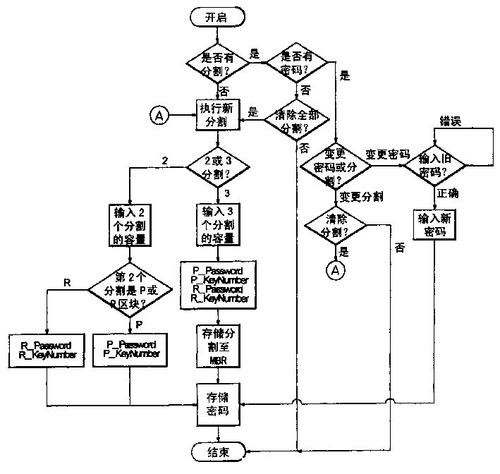 开启
是否有
分割?
是
是否有
密码?
是
否
否
A
执行新
分割
是
清除全部
分割?
否
错误
2
2或3
分割?
3
变更
密码或分
割?
变更密码
输入旧
密码?
变更分割
正确
输入2
个分割
的容量
输入3
个分割
的容量
清除
分割?
否
输入新
密码
是
A
R
第2个
分割是P或
R区块?
P
P_Password
P_KeyNumber
R_Password
R_KeyNumber
R_Password
R_KeyNumber
P_Password
P_KeyNumber
存储分
割至
MBR
存储
密码
结束